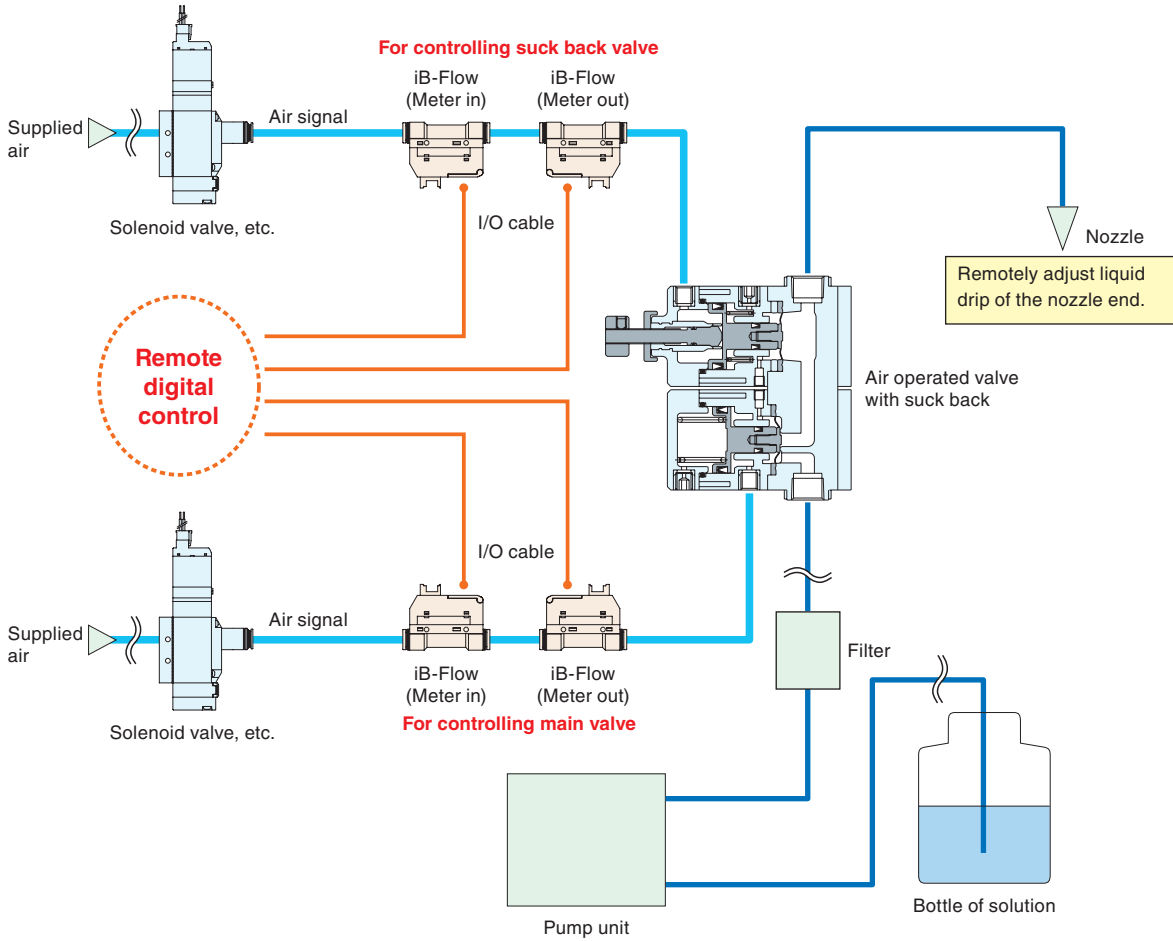 For controlling suck back valve
iB-Flow
(Meter in)
iB-Flow
(Meter out)
Supplied
air
Air signal
Solenoid valve, etc.
I/O cable
Nozzle
Remotely adjust liquid
drip of the nozzle end.
Remote
digital
control
Air operated valve
with suck back
I/O cable
Supplied
air
Air signal
iB-Flow
(Meter in)
iB-Flow
(Meter out)
For controlling main valve
Solenoid valve, etc.
Filter
Pump unit
Bottle of solution